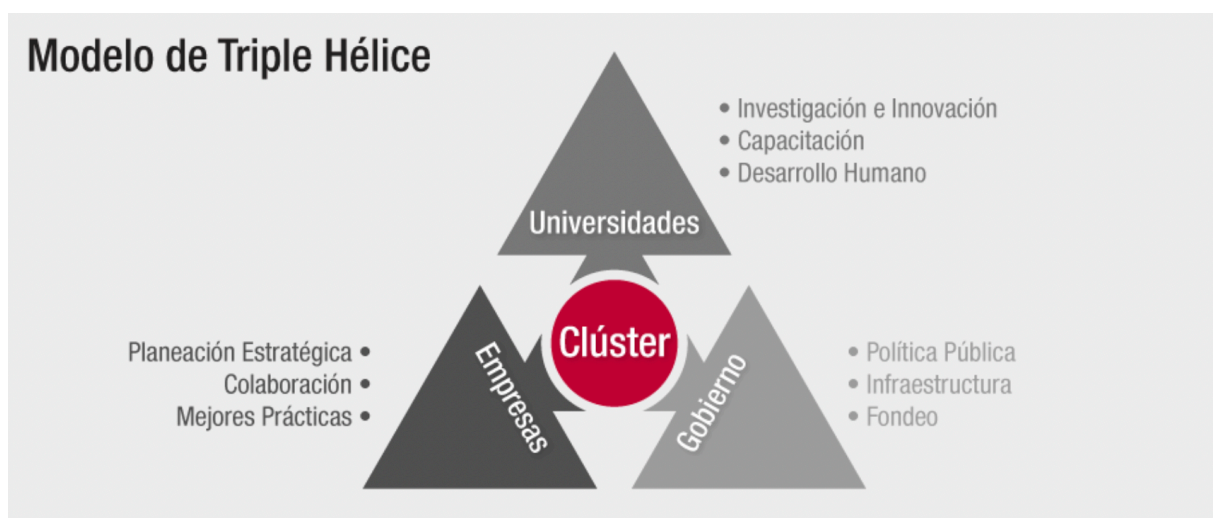 Modelo de Triple Hélice
• Investigación e Innovación
• Capacitación
• Desarrollo Humano
Universidades
Clúster
Planeación Estratégica •
Colaboración •
Mejores Prácticas •
Empresas
Gobierno
• Política Pública
• Infraestructura
• Fondeo